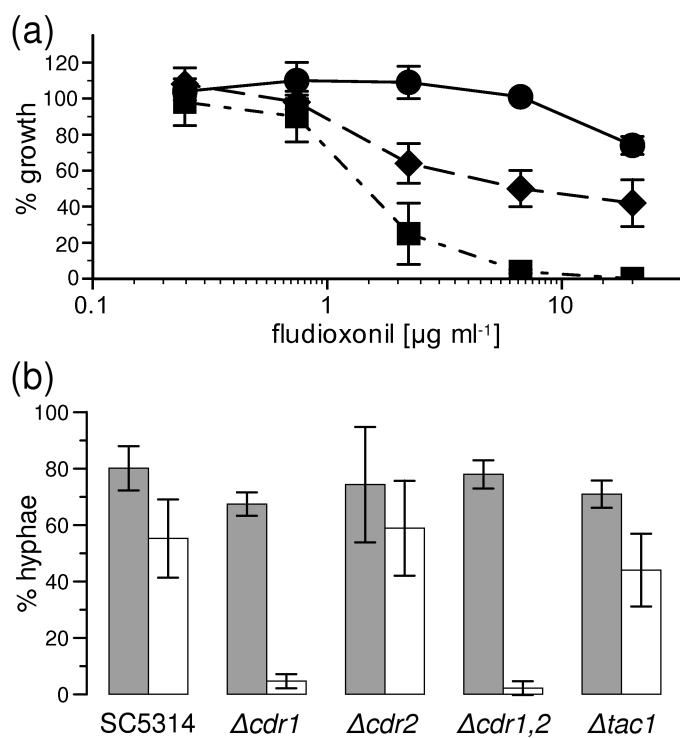 (a)
120
100
80
60
40
20
0
% growth
0.1 1 10
fludioxonil [µg ml⁻¹]
(b)
100
80
60
40
20
0
% hyphae
SC5314 Δcdr1 Δcdr2 Δcdr1,2 Δtac1